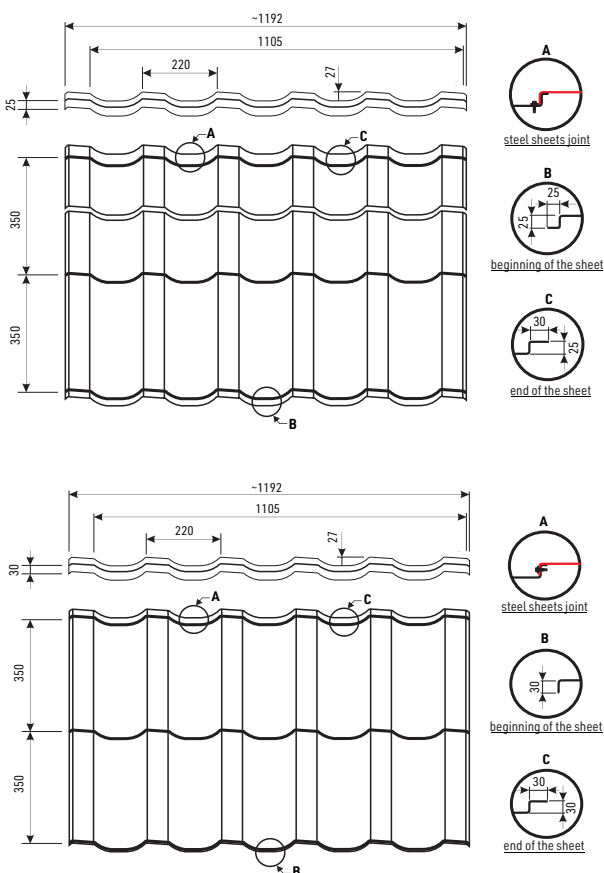 ~1192
1105
220
27
25
A
C
350
350
B
A
steel sheets joint
B
25
25
beginning of the sheet
C
30
25
end of the sheet
~1192
1105
220
27
30
A
C
350
350
B
A
steel sheets joint
B
30
beginning of the sheet
C
30
30
end of the sheet